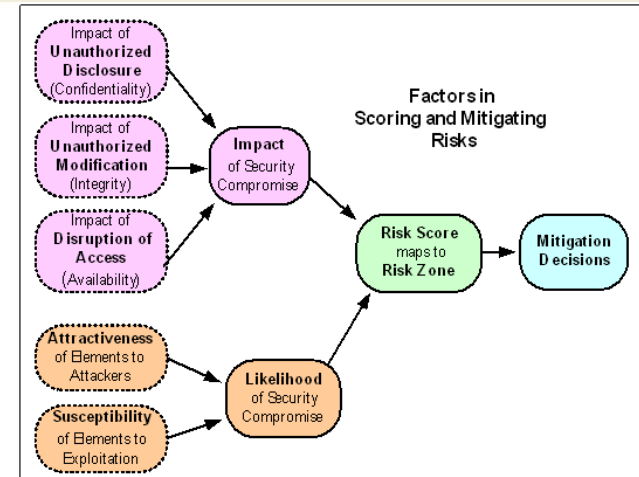 Impact of
Unauthorized
Disclosure
(Confidentiality)
Impact of
Unauthorized
Modification
(Integrity)
Impact of
Disruption of
Access
(Availability)
Attractiveness
of Elements to
Attackers
Susceptibility
of Elements to
Exploitation
Impact
of Security
Compromise
Likelihood
of Security
Compromise
Factors in
Scoring and Mitigating
Risks
Risk Score
maps to
Risk Zone
Mitigation
Decisions